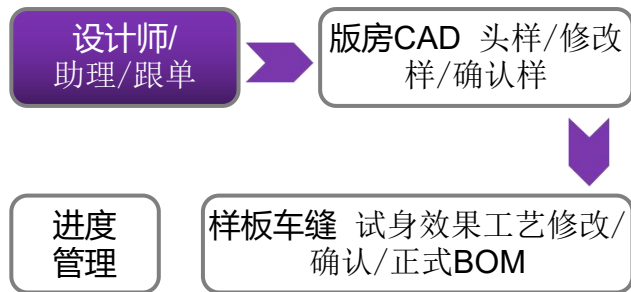 设计师/
助理/跟单
版房CAD 头样/修改
样/确认样
进度
管理
样板车缝 试身效果工艺修改/
确认/正式BOM